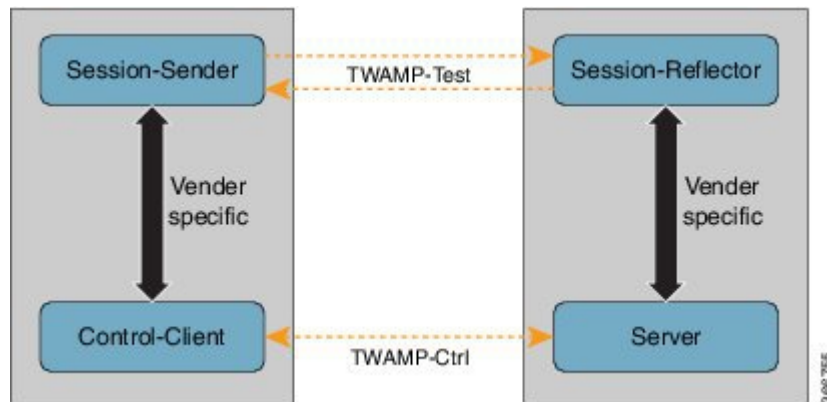 Session-Sender
TWAMP-Test
Session-Reflector
Vender
specific
Vender
specific
Control-Client
TWAMP-Ctrl
Server